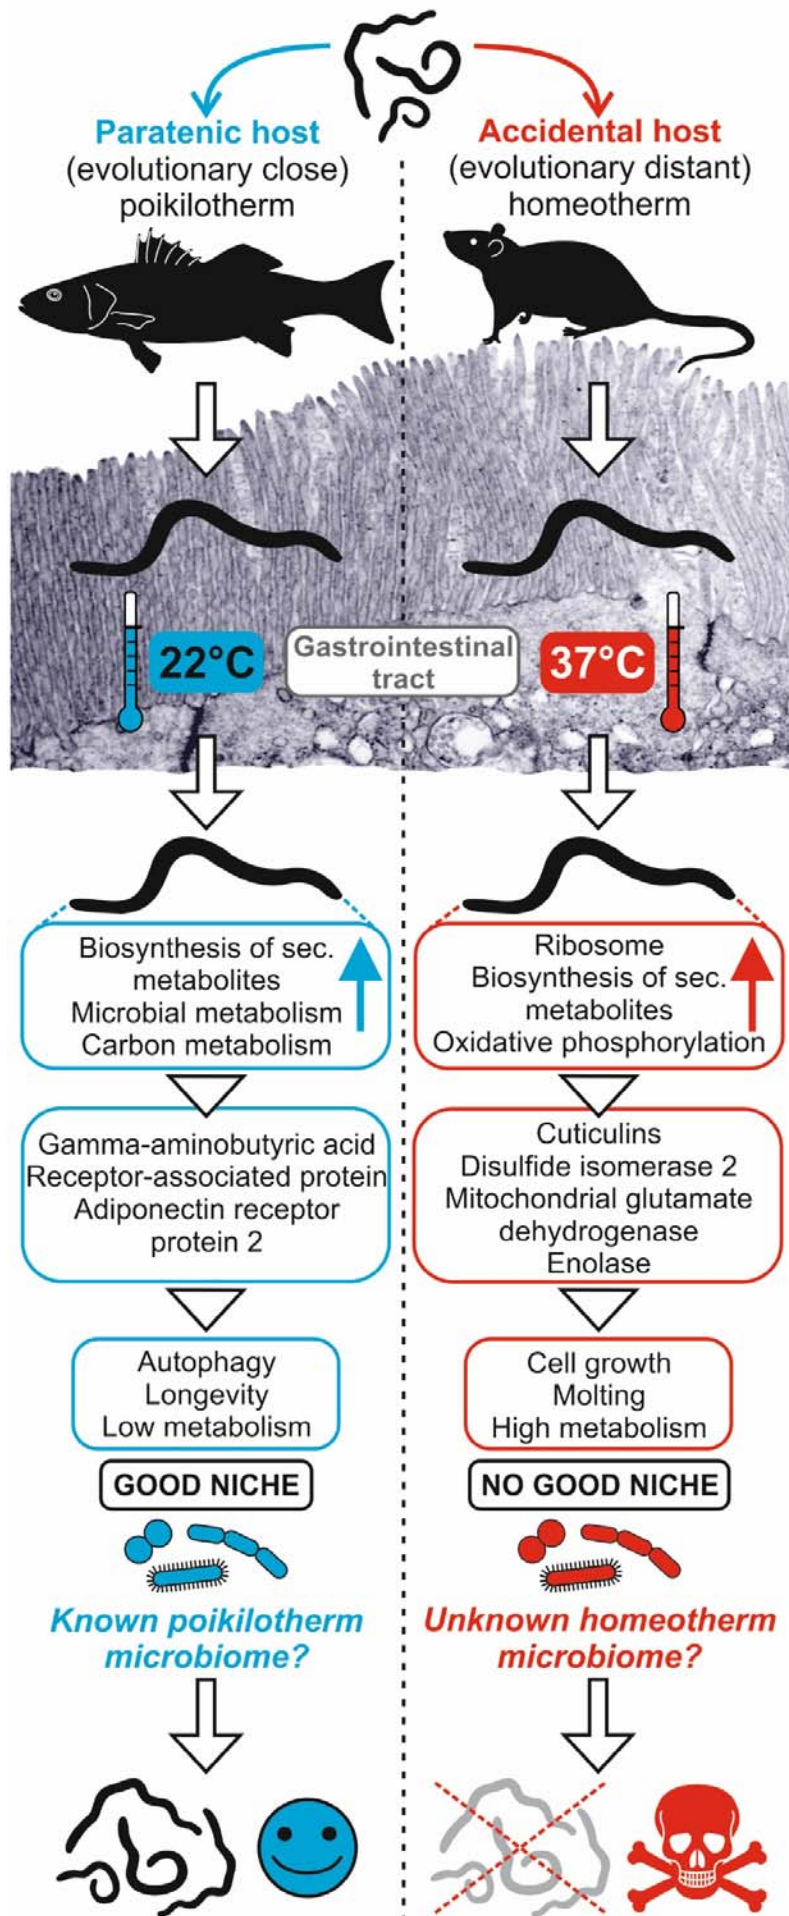 Paratenic host
(evolutionary close)
poikilotherm
Accidental host
(evolutionary distant)
homeotherm
22°C
Gastrointestinal
tract
37°C
Biosynthesis of sec.
metabolites
Microbial metabolism
Carbon metabolism
Ribosome
Biosynthesis of sec.
metabolites
Oxidative phosphorylation
Gamma-aminobutyric acid
Receptor-associated protein
Adiponectin receptor
protein 2
Cuticulins
Disulfide isomerase 2
Mitochondrial glutamate
dehydrogenase
Enolase
Autophagy
Longevity
Low metabolism
Cell growth
Molting
High metabolism
GOOD NICHE
NO GOOD NICHE
Known poikilotherm
microbiome?
Unknown homeotherm
microbiome?